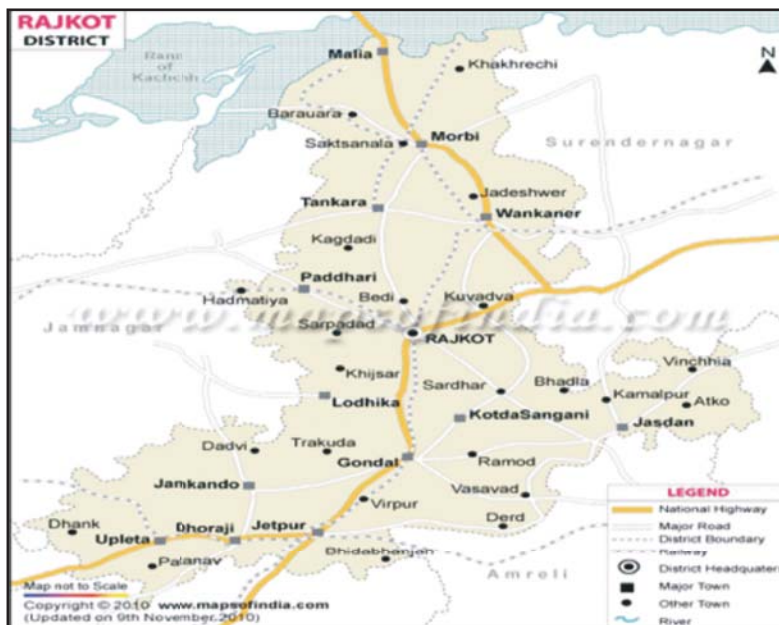 RAJKOT
DISTRICT
Rann
of
Kachchh
Malia
Khakhrechi
N
Barauara
Saktsanala
Morbi
Surendernagar
Jadeshwer
Tankara
Wankaner
Kagdadi
Paddhari
Hadmatiya
Bedi
Kuvadva
www.mapsofindia.com
Jamnagar
Sarpadad
RAJKOT
Khijsar
Vinchhia
Sardhar
Bhadla
Kamalpur
Atko
Lodhika
KotdaSangani
Jasdan
Dadvi
Trakuda
Gondal
Ramod
Jamkando
Vasavad
Virpur
Derd
Dhank
Upleta
Dhoraji
Jetpur
Palanav
Bhidabhanjan
Amreli
LEGEND
National Highway
Major Road
District Boundary
Railway
District Headquaters
Major Town
Other Town
River
Map not to Scale
Copyright © 2010 www.mapsofindia.com
(Updated on 9th November 2010)